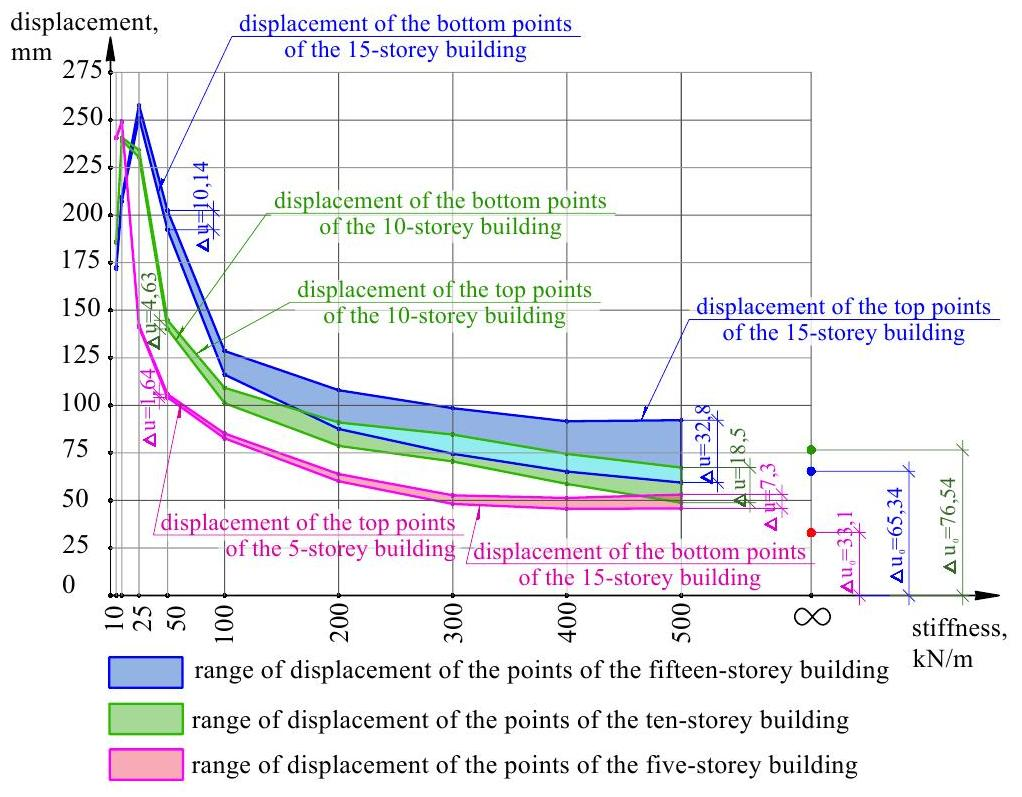 displacement,
mm
displacement of the bottom points
of the 15-storey building
275
250
225
200
175
150
125
100
75
50
25
0
Δu=10,14
displacement of the bottom points
of the 10-storey building
displacement of the top points
of the 10-storey building
Δu=4,63
displacement of the top points
of the 15-storey building
Δu=1,64
Δu=32,8
Δu=18,5
Δu=7,3
displacement of the top points
of the 5-storey building
displacement of the bottom points
of the 15-storey building
Δu₀=33,1
Δu₀=65,34
Δu₀=76,54
10
25
50
100
200
300
400
500
∞
stiffness,
kN/m
range of displacement of the points of the fifteen-storey building
range of displacement of the points of the ten-storey building
range of displacement of the points of the five-storey building